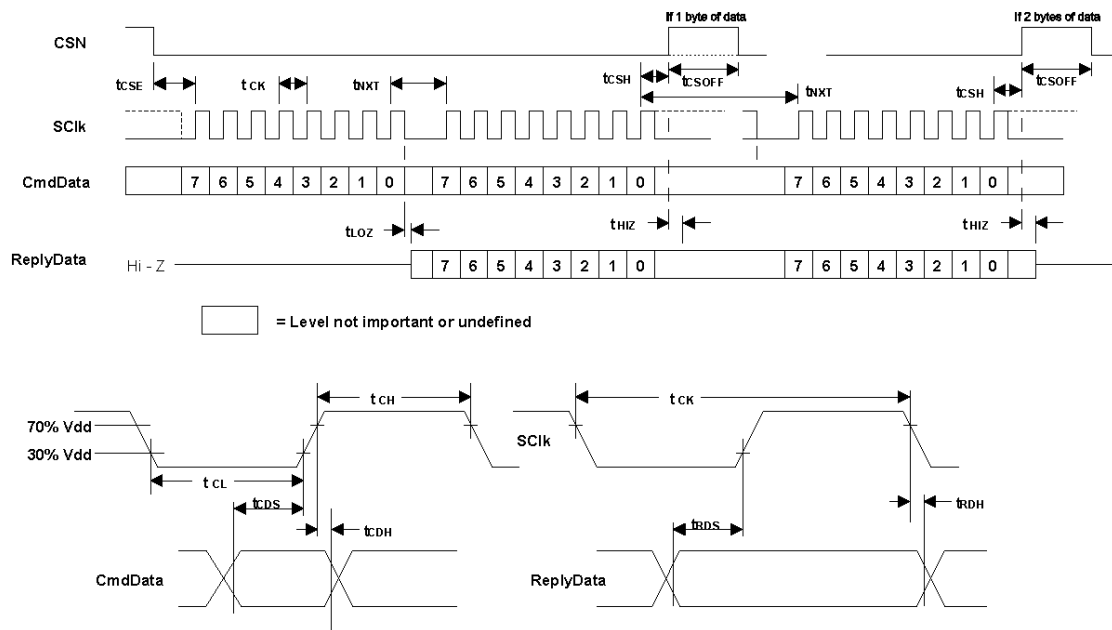 If 1 byte of data If 2 bytes of data
CSN
tCSE tCK tNXT tCSH tCSOFF tNXT tCSH tCSOFF
SClk
CmdData 7 6 5 4 3 2 1 0 7 6 5 4 3 2 1 0 7 6 5 4 3 2 1 0
tLOZ tHIZ tHIZ
ReplyData Hi - Z 7 6 5 4 3 2 1 0 7 6 5 4 3 2 1 0
= Level not important or undefined
tCH tCK
70% Vdd SClk
30% Vdd
tCL
tCDS tCDH tRDS tRDH
CmdData ReplyData